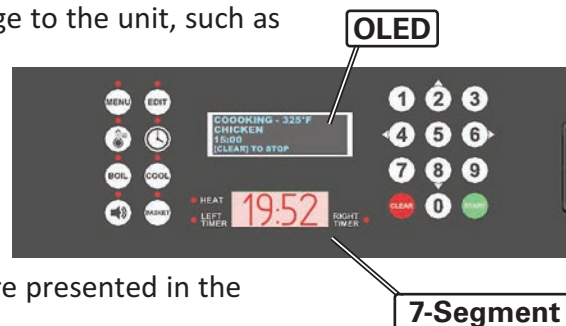 ge to the unit, such as
OLED
MENU EDIT
COOOKING - 325°F
CHICKEN
15:00
[CLEAR] TO STOP
BOIL COOL
BASKET
HEAT
LEFT
TIMER
19:52
RIGHT
TIMER
1 2 3
4 5 6
7 8 9
CLEAR 0 START
re presented in the
7-Segment